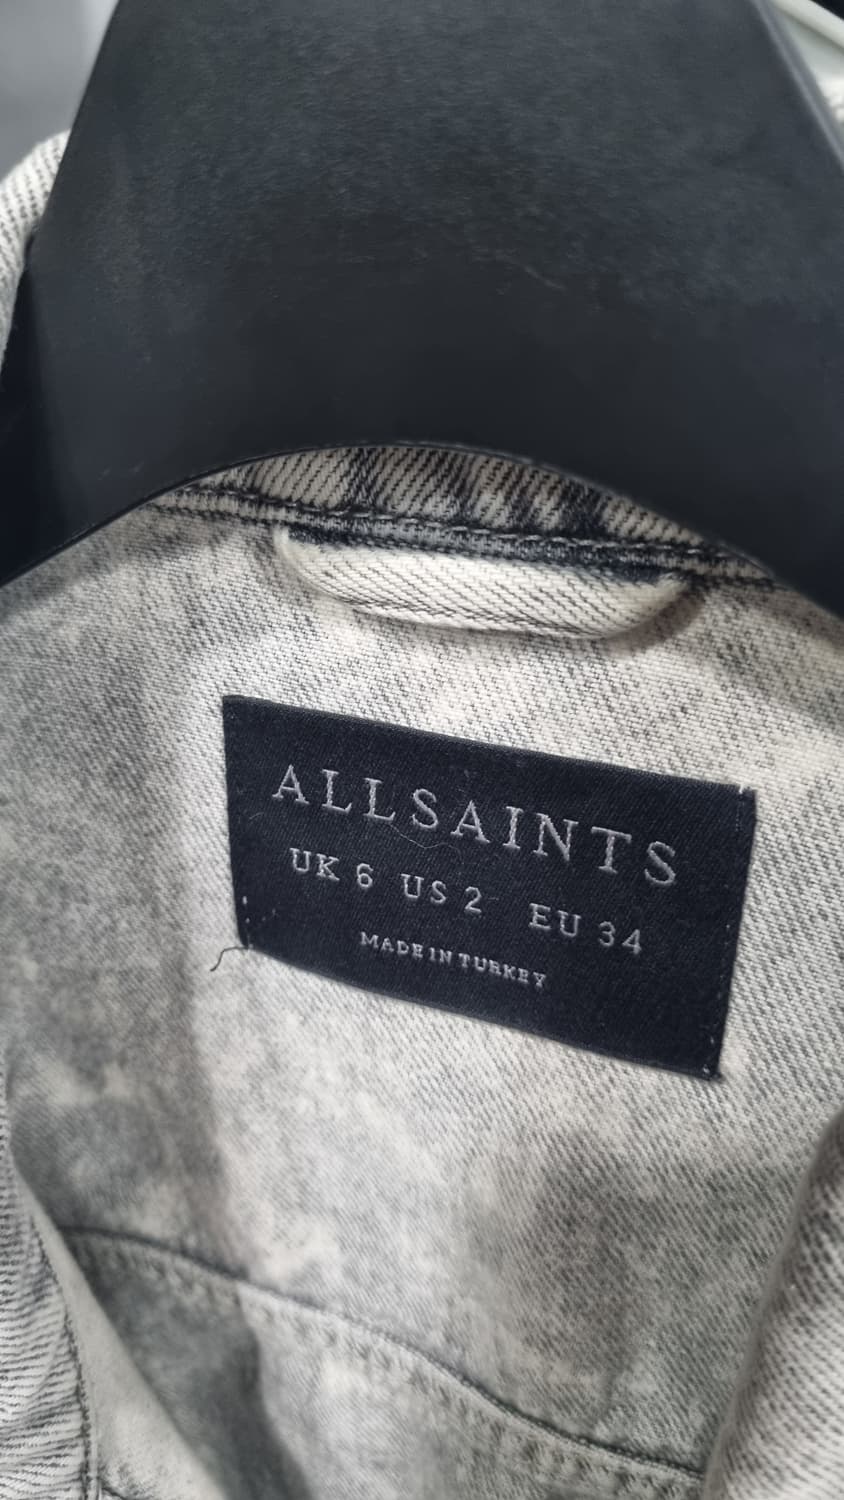 ALLSAINTS
UK 6 US 2 EU 34
MADE IN TURKEY